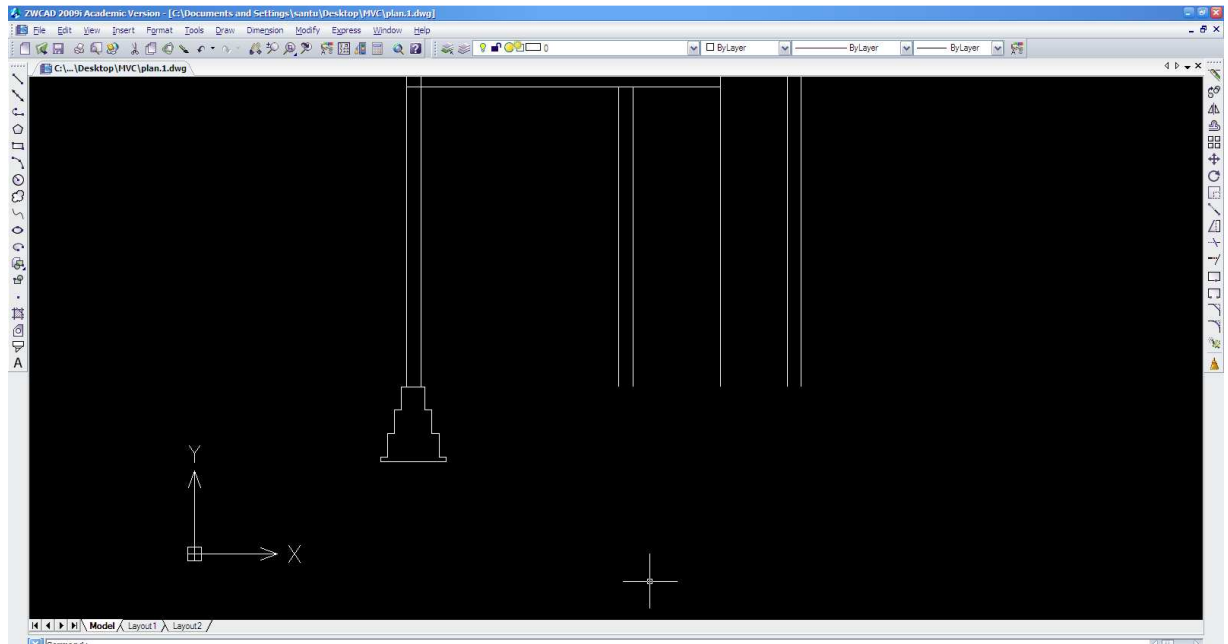 ZWCAD 2009i Academic Version - [C:\Documents and Settings\santu\Desktop\MVC\plan.1.dwg]
File Edit View Insert Format Tools Draw Dimension Modify Express Window Help
0 ByLayer ByLayer ByLayer
C:\...\Desktop\MVC\plan.1.dwg
A
Y
X
Model Layout1 Layout2
Command: